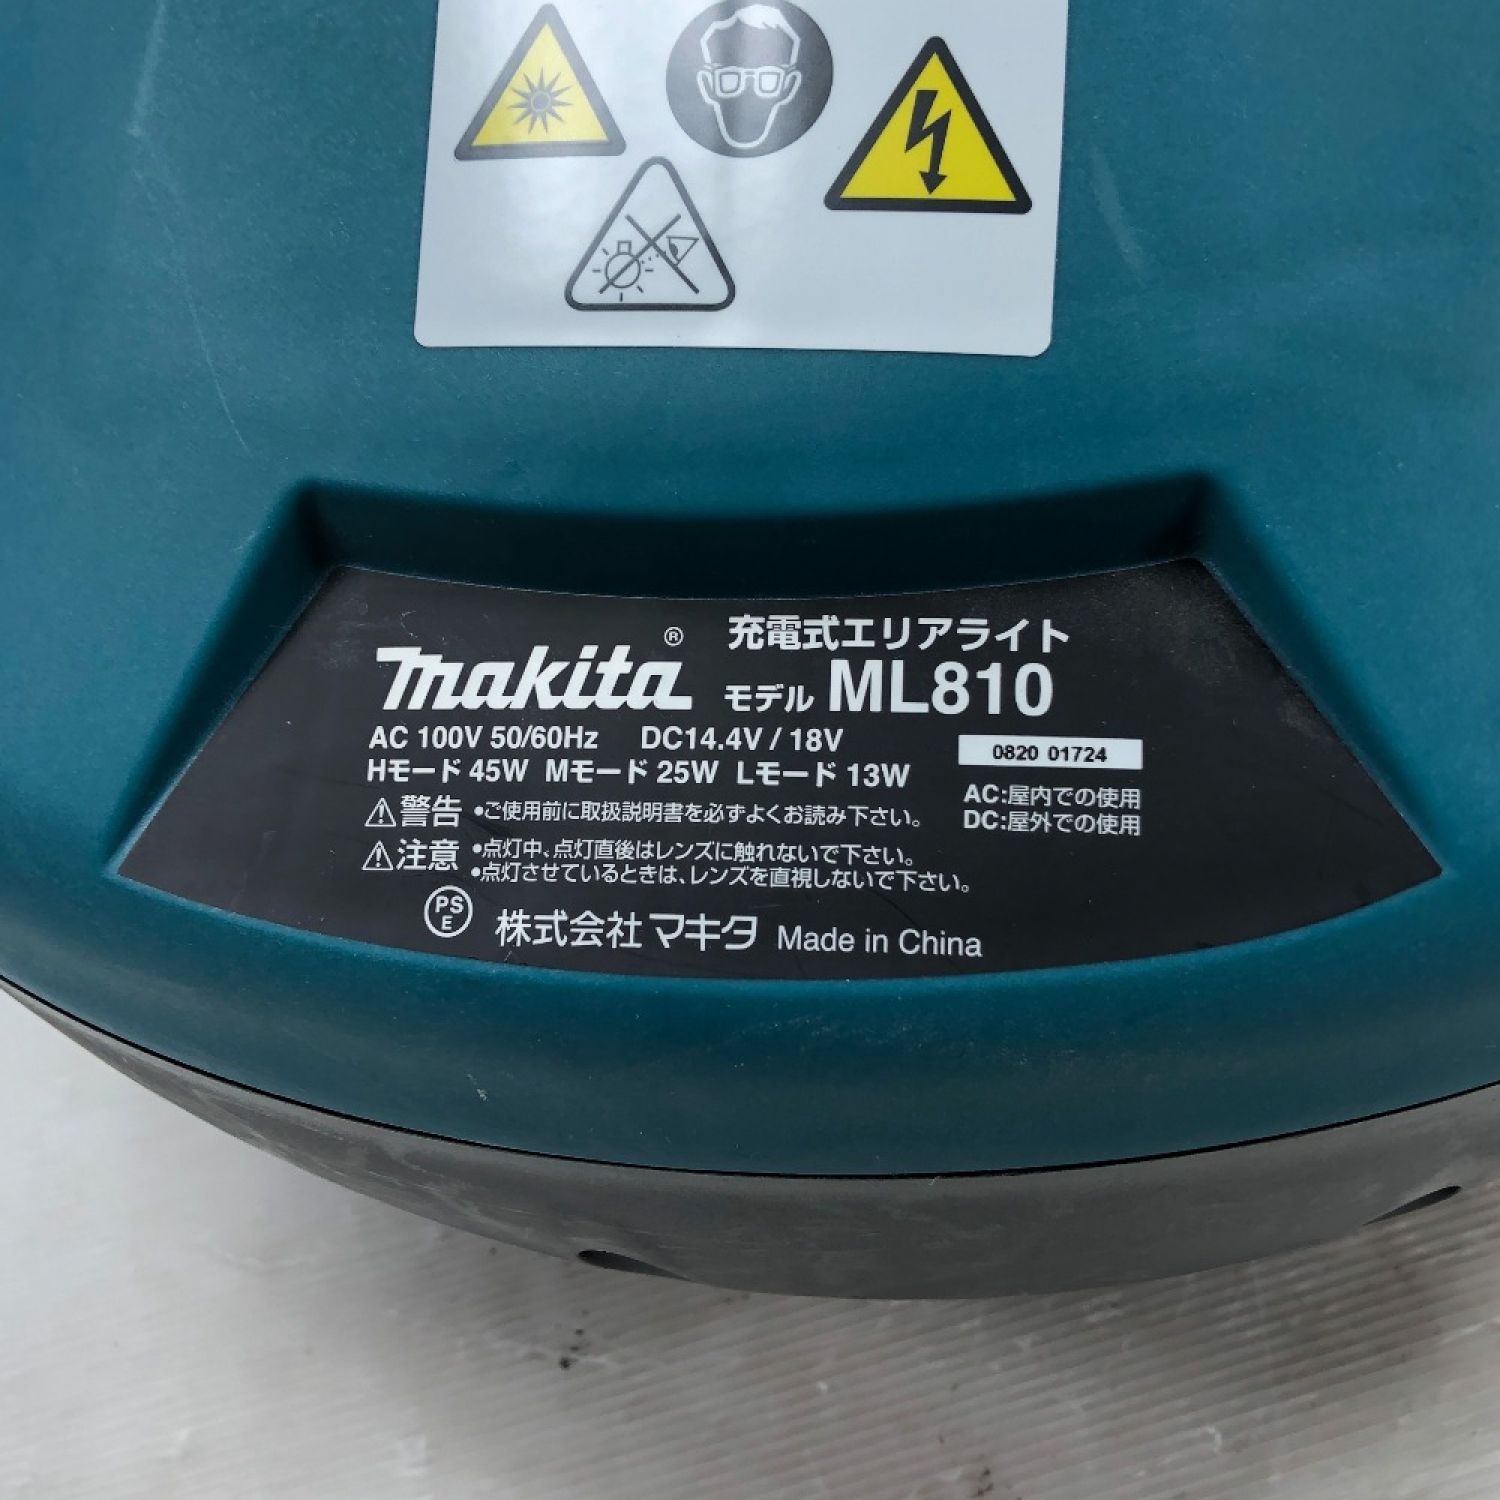 makita® 充電式エリアライト
モデル ML810
AC 100V 50/60Hz DC14.4V / 18V
0820 01724
Hモード 45W Mモード 25W Lモード 13W
AC:屋内での使用
DC:屋外での使用
警告 •ご使用前に取扱説明書を必ずよくお読み下さい。
注意 •点灯中、点灯直後はレンズに触れないで下さい。
•点灯させているときは、レンズを直視しないで下さい。
PS
E
株式会社マキタ Made in China